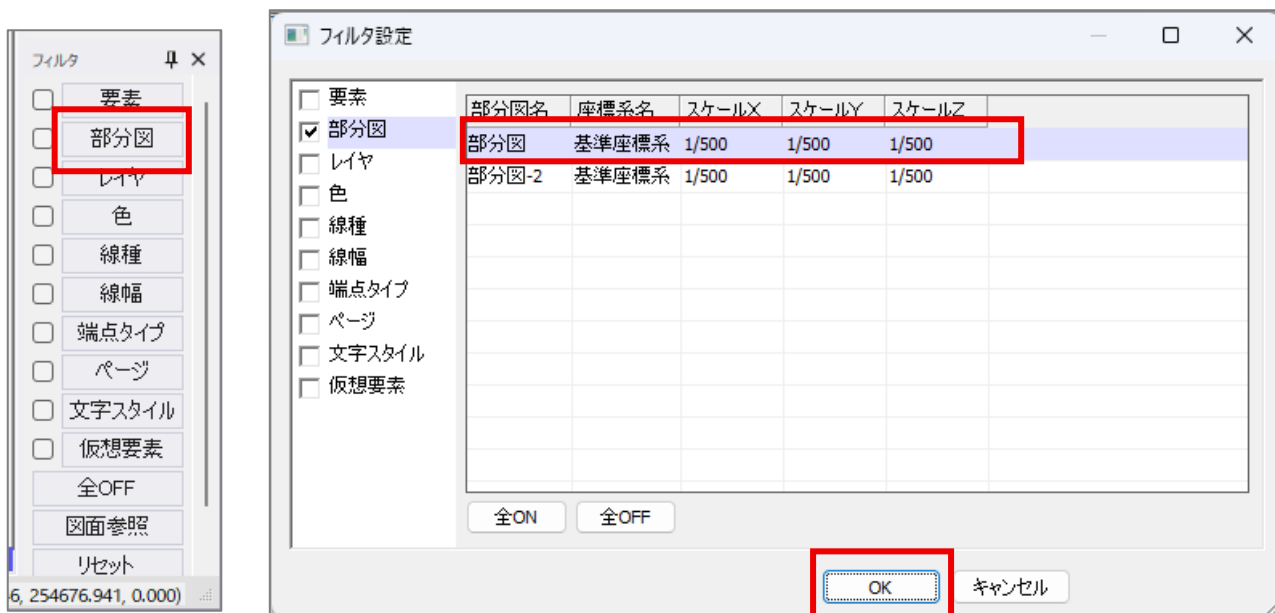 フィルタ
要素
部分図
レイヤ
色
線種
線幅
端点タイプ
ページ
文字スタイル
仮想要素
全OFF
図面参照
リセット
6, 254676.941, 0.000)
フィルタ設定
要素
部分図
レイヤ
色
線種
線幅
端点タイプ
ページ
文字スタイル
仮想要素
部分図名 座標系名 スケールX スケールY スケールZ
部分図 基準座標系 1/500 1/500 1/500
部分図-2 基準座標系 1/500 1/500 1/500
全ON 全OFF
OK キャンセル